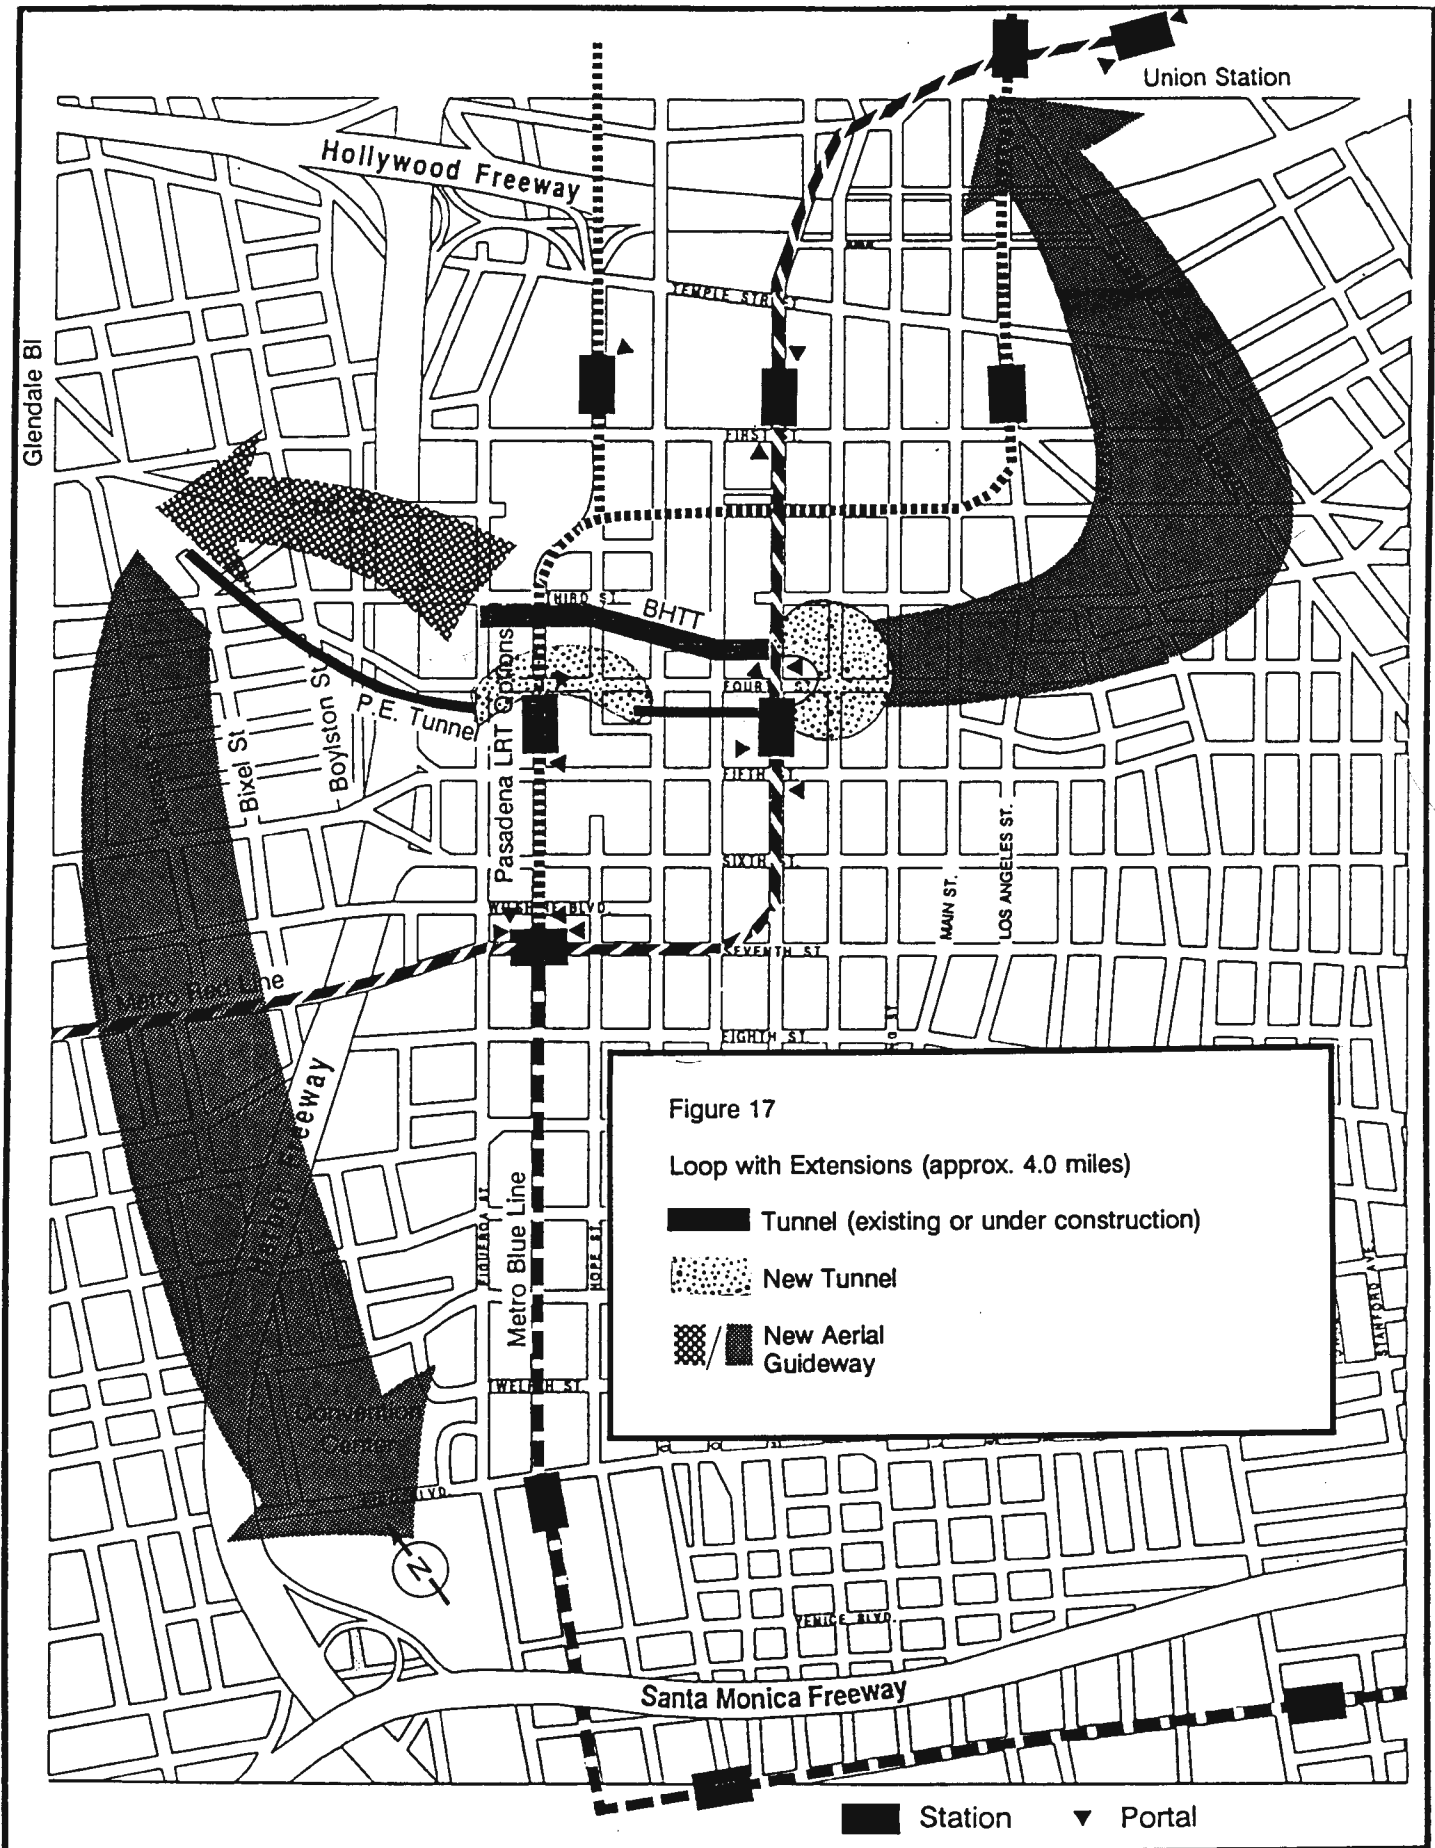 Union Station
Hollywood Freeway
TEMPLE STREET
Glendale Bl
FIRST ST.
THIRD ST.
BHTT
FOURTH ST.
P.E. Tunnel
Pasadena LRT Options
Boylston St
Bixel St
FIFTH ST.
SIXTH ST.
MAIN ST.
LOS ANGELES ST.
WILSHIRE BLVD.
SEVENTH ST.
Metro Red Line
EIGHTH ST.
Harbor Freeway
Figure 17
Loop with Extensions (approx. 4.0 miles)
Tunnel (existing or under construction)
New Tunnel
New Aerial
Guideway
FIGUEROA ST.
Metro Blue Line
HOPE ST.
STANFORD AVE
TWELFTH ST.
Convention
Center
BLVD.
N
VENICE BLVD.
Santa Monica Freeway
Station
Portal